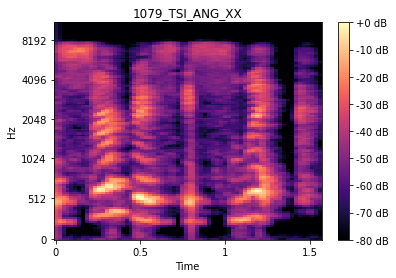 1079_TSI_ANG_XX
8192
4096
2048
1024
512
0
Hz
0
0.5
1
1.5
Time
+0 dB
-10 dB
-20 dB
-30 dB
-40 dB
-50 dB
-60 dB
-70 dB
-80 dB